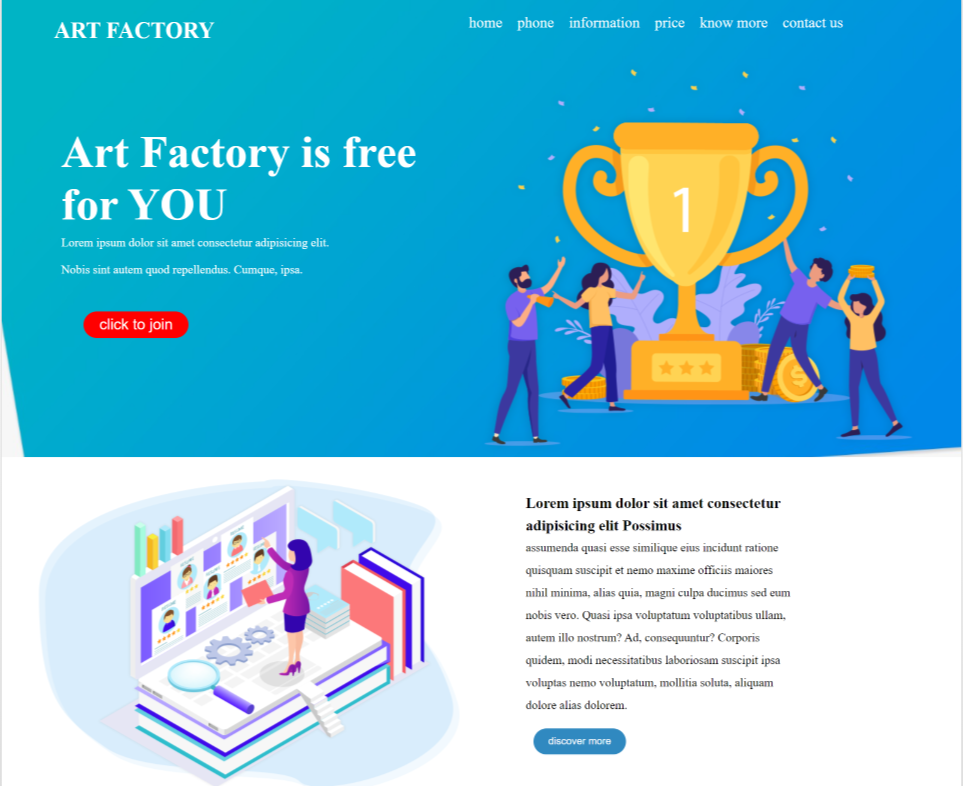 ART FACTORY
home phone information price know more contact us
Art Factory is free
for YOU
Lorem ipsum dolor sit amet consectetur adipisicing elit.
Nobis sint autem quod repellendus. Cumque, ipsa.
click to join
1
Lorem ipsum dolor sit amet consectetur
adipisicing elit Possimus
assumenda quasi esse similique eius incidunt ratione
quisquam suscipit et nemo maxime officiis maiores
nihil minima, alias quia, magni culpa ducimus sed eum
nobis vero. Quasi ipsa voluptatum voluptatibus ullam,
autem illo nostrum? Ad, consequuntur? Corporis
quidem, modi necessitatibus laboriosam suscipit ipsa
voluptas nemo voluptatum, mollitia soluta, aliquam
dolore alias dolorem.
discover more